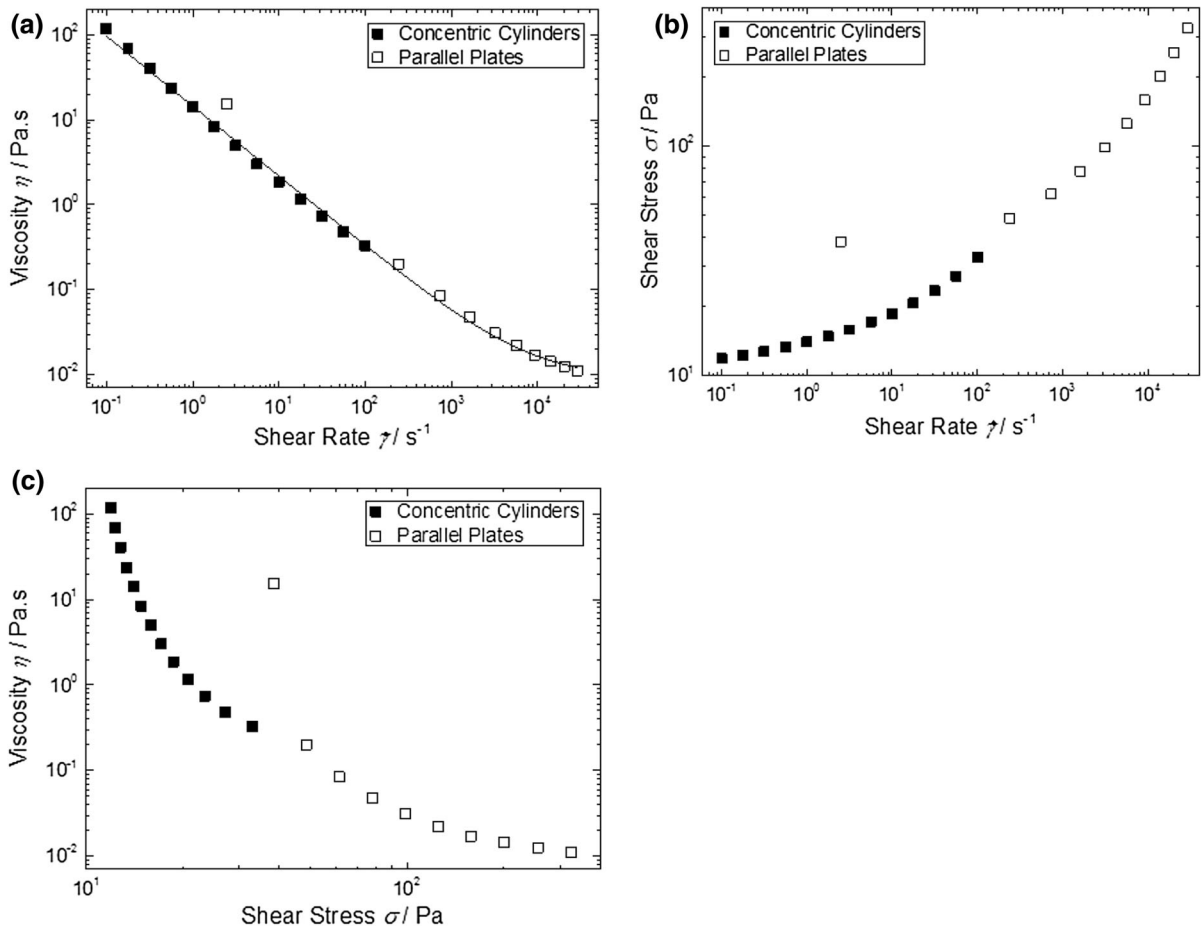 (a)
Concentric Cylinders
Parallel Plates
10² 10¹ 10⁰ 10⁻¹ 10⁻²
Viscosity η / Pa.s
10⁻¹ 10⁰ 10¹ 10² 10³ 10⁴
Shear Rate γ̇ / s⁻¹
(b)
Concentric Cylinders
Parallel Plates
10² 10¹
Shear Stress σ / Pa
10⁻¹ 10⁰ 10¹ 10² 10³ 10⁴
Shear Rate γ̇ / s⁻¹
(c)
Concentric Cylinders
Parallel Plates
10² 10¹ 10⁰ 10⁻¹ 10⁻²
Viscosity η / Pa.s
10¹ 10²
Shear Stress σ / Pa